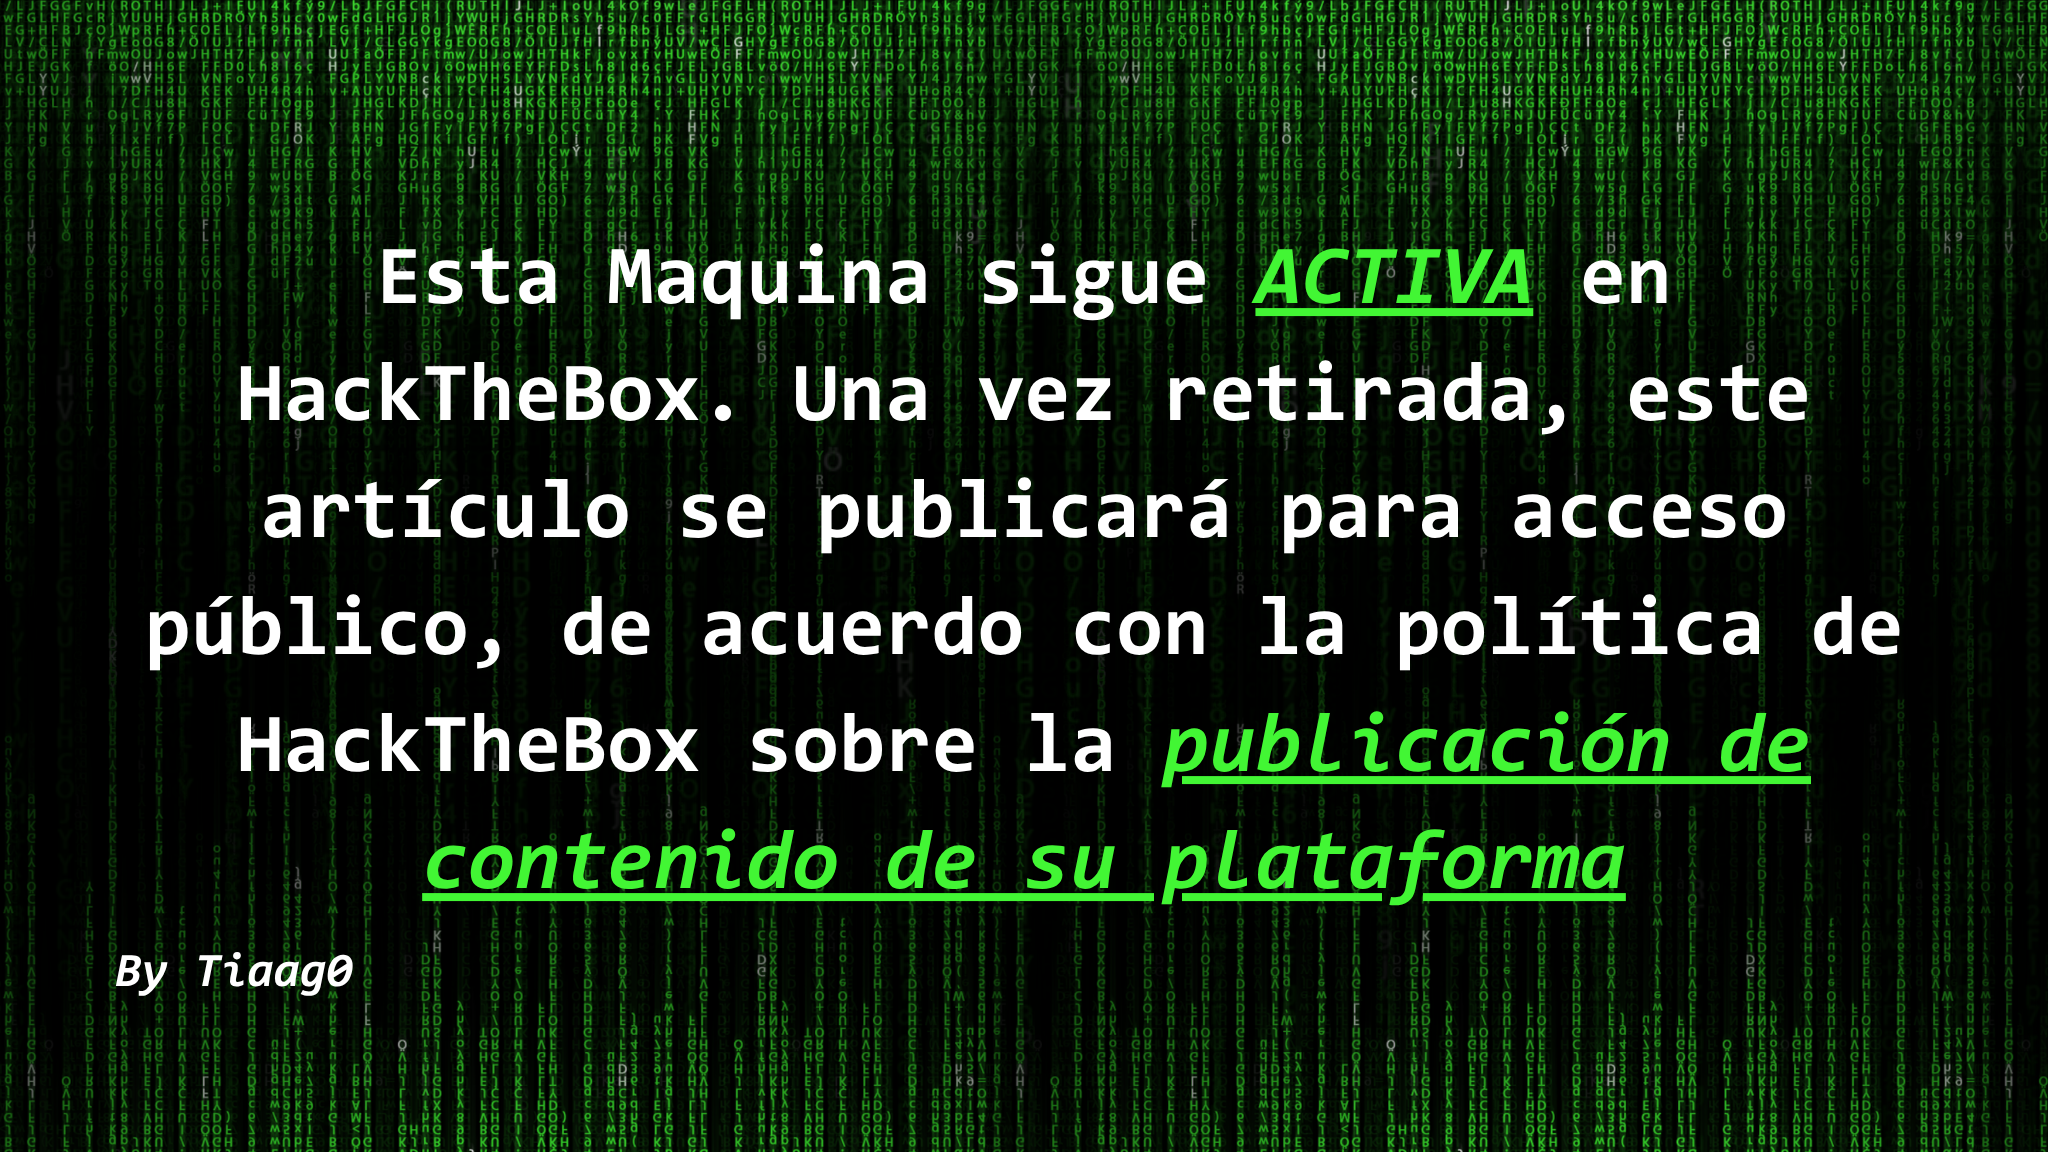 Esta Maquina sigue ACTIVA en
HackTheBox. Una vez retirada, este
artículo se publicará para acceso
público, de acuerdo con la política de
HackTheBox sobre la publicación de
contenido de su plataforma
By Tiaag0